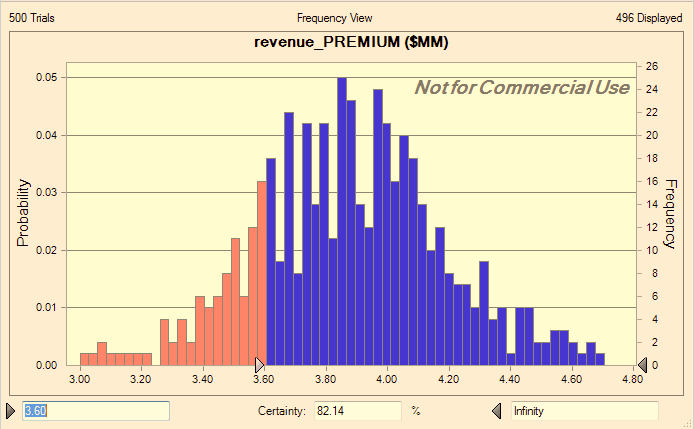 500 Trials Frequency View 496 Displayed
revenue_PREMIUM ($MM)
Not for Commercial Use
Probability
0.05
0.04
0.03
0.02
0.01
0.00
26
24
22
20
18
16
14
12
10
8
6
4
2
0
Frequency
3.00 3.20 3.40 3.60 3.80 4.00 4.20 4.40 4.60 4.80
3.60 Certainty: 82.14 % Infinity